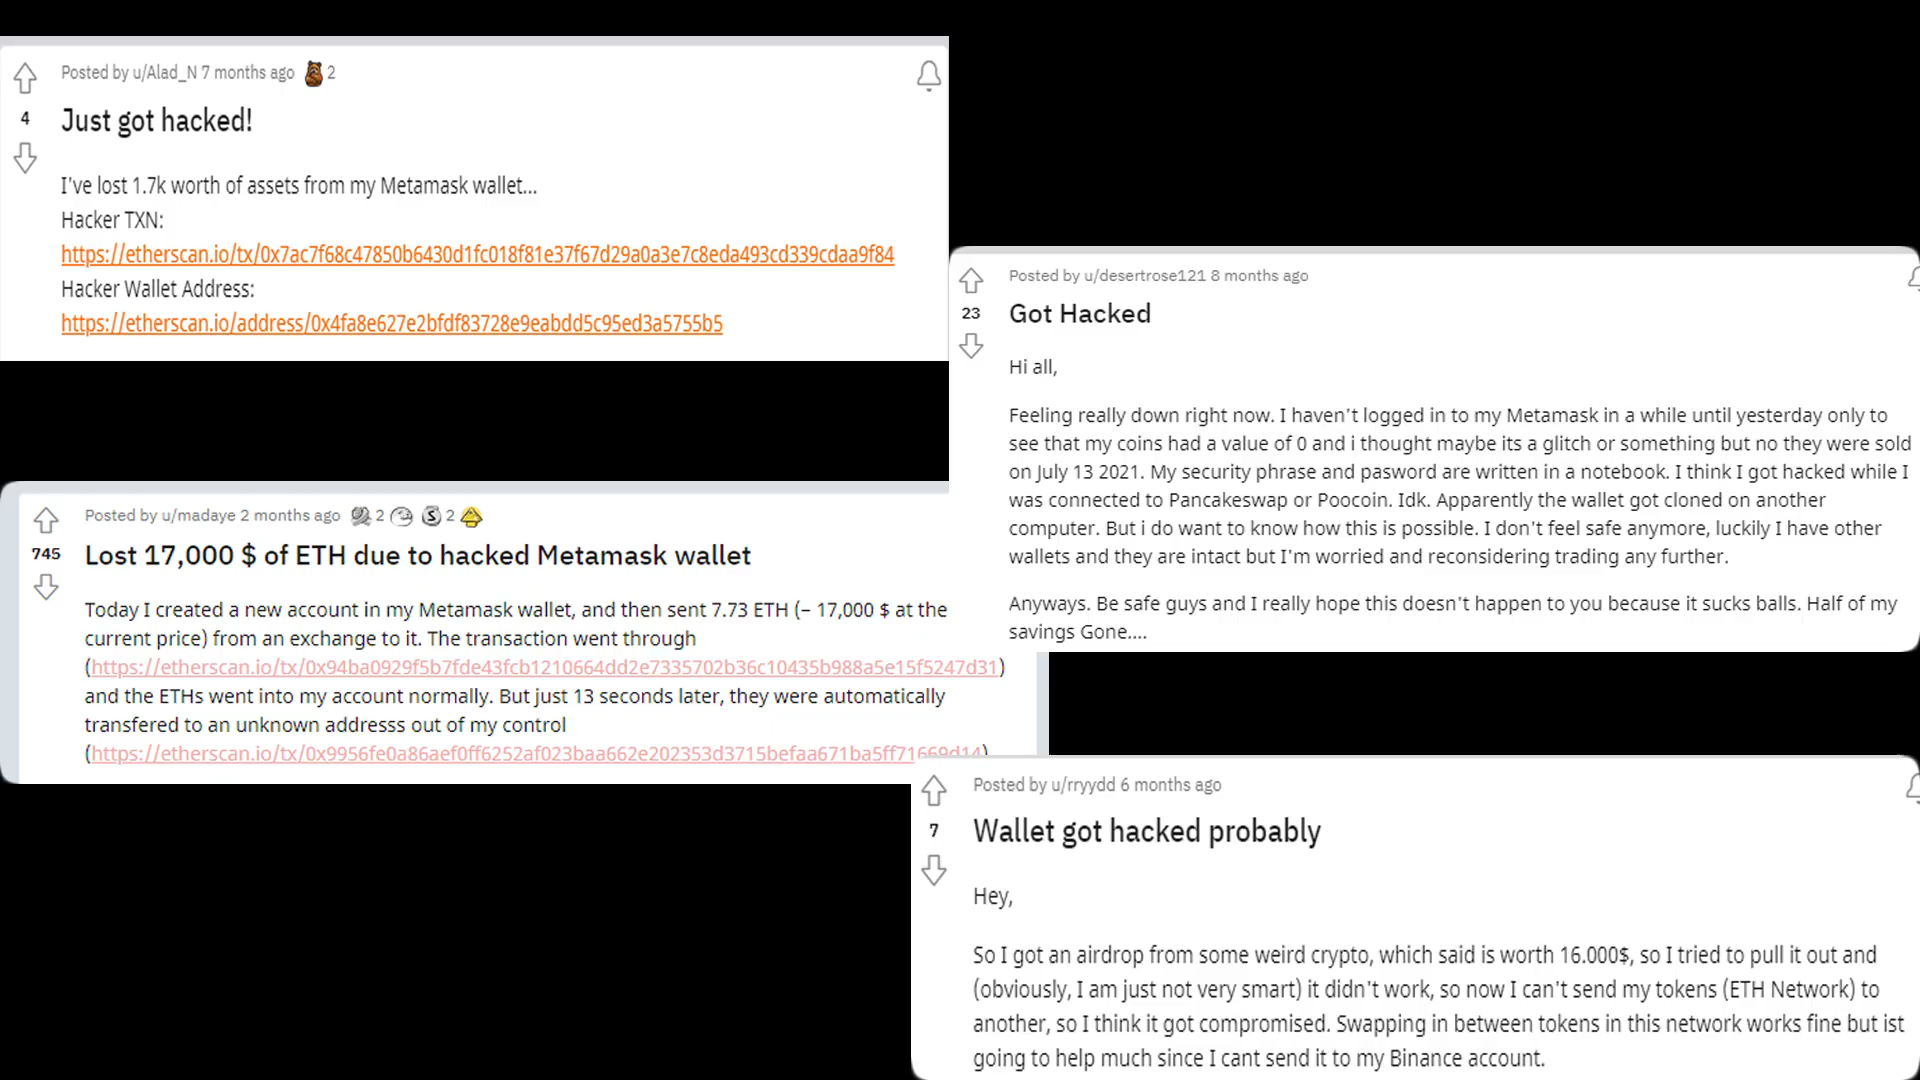 Posted by u/Alad_N 7 months ago 2
4
Just got hacked!
I've lost 1.7k worth of assets from my Metamask wallet...
Hacker TXN:
https://etherscan.io/tx/0x7ac7f68c47850b6430d1fc018f81e37f67d29a0a3e7c8eda493cd339cdaa9f84
Hacker Wallet Address:
https://etherscan.io/address/0x4fa8e627e2bfdf83728e9eabdd5c95ed3a5755b5
Posted by u/desertrose121 8 months ago
23
Got Hacked
Hi all,
Feeling really down right now. I haven't logged in to my Metamask in a while until yesterday only to
see that my coins had a value of 0 and i thought maybe its a glitch or something but no they were sold
on July 13 2021. My security phrase and pasword are written in a notebook. I think I got hacked while I
was connected to Pancakeswap or Poocoin. Idk. Apparently the wallet got cloned on another
computer. But i do want to know how this is possible. I don't feel safe anymore, luckily I have other
wallets and they are intact but I'm worried and reconsidering trading any further.
Anyways. Be safe guys and I really hope this doesn't happen to you because it sucks balls. Half of my
savings Gone....
Posted by u/madaye 2 months ago 2 S 2
745
Lost 17,000 $ of ETH due to hacked Metamask wallet
Today I created a new account in my Metamask wallet, and then sent 7.73 ETH (~ 17,000 $ at the
current price) from an exchange to it. The transaction went through
(https://etherscan.io/tx/0x94ba0929f5b7fde43fcb1210664dd2e7335702b36c10435b988a5e15f5247d31)
and the ETHs went into my account normally. But just 13 seconds later, they were automatically
transfered to an unknown addresss out of my control
(https://etherscan.io/tx/0x9956fe0a86aef0ff6252af023baa662e202353d3715befaa671ba5ff71669d14)
Posted by u/rryydd 6 months ago
7
Wallet got hacked probably
Hey,
So I got an airdrop from some weird crypto, which said is worth 16.000$, so I tried to pull it out and
(obviously, I am just not very smart) it didn't work, so now I can't send my tokens (ETH Network) to
another, so I think it got compromised. Swapping in between tokens in this network works fine but ist
going to help much since I cant send it to my Binance account.